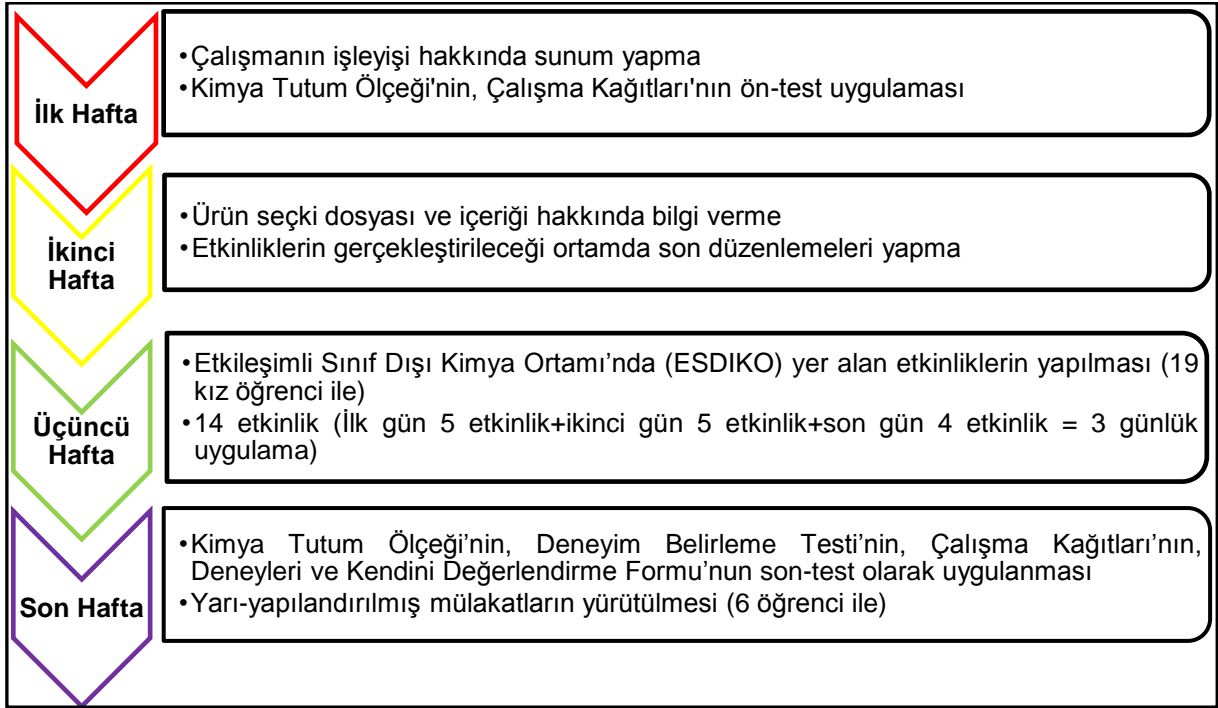 İlk Hafta
•Çalışmanın işleyişi hakkında sunum yapma
•Kimya Tutum Ölçeği'nin, Çalışma Kağıtları'nın ön-test uygulaması
İkinci
Hafta
•Ürün seçki dosyası ve içeriği hakkında bilgi verme
•Etkinliklerin gerçekleştirileceği ortamda son düzenlemeleri yapma
Üçüncü
Hafta
•Etkileşimli Sınıf Dışı Kimya Ortamı’nda (ESDIKO) yer alan etkinliklerin yapılması (19
kız öğrenci ile)
•14 etkinlik (İlk gün 5 etkinlik+ikinci gün 5 etkinlik+son gün 4 etkinlik = 3 günlük
uygulama)
Son Hafta
•Kimya Tutum Ölçeği’nin, Deneyim Belirleme Testi’nin, Çalışma Kağıtları’nın,
Deneyleri ve Kendini Değerlendirme Formu’nun son-test olarak uygulanması
•Yarı-yapılandırılmış mülakatların yürütülmesi (6 öğrenci ile)